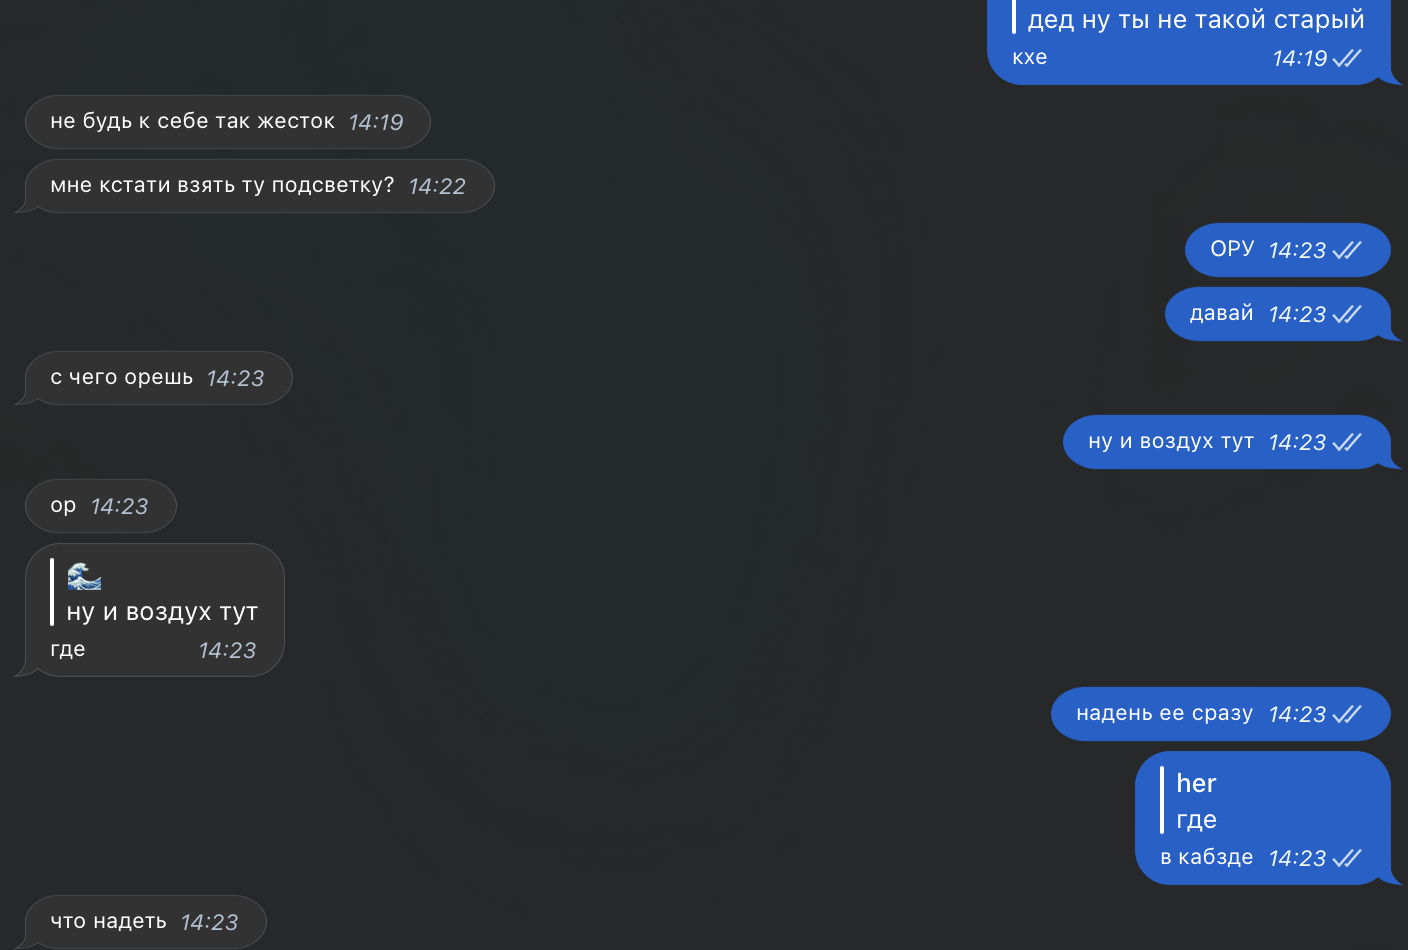 дед ну ты не такой старый
кхе 14:19
не будь к себе так жесток 14:19
мне кстати взять ту подсветку? 14:22
ОРУ 14:23
давай 14:23
с чего орешь 14:23
ну и воздух тут 14:23
ор 14:23
🌊
ну и воздух тут
где 14:23
надень ее сразу 14:23
her
где
в кабзде 14:23
что надеть 14:23